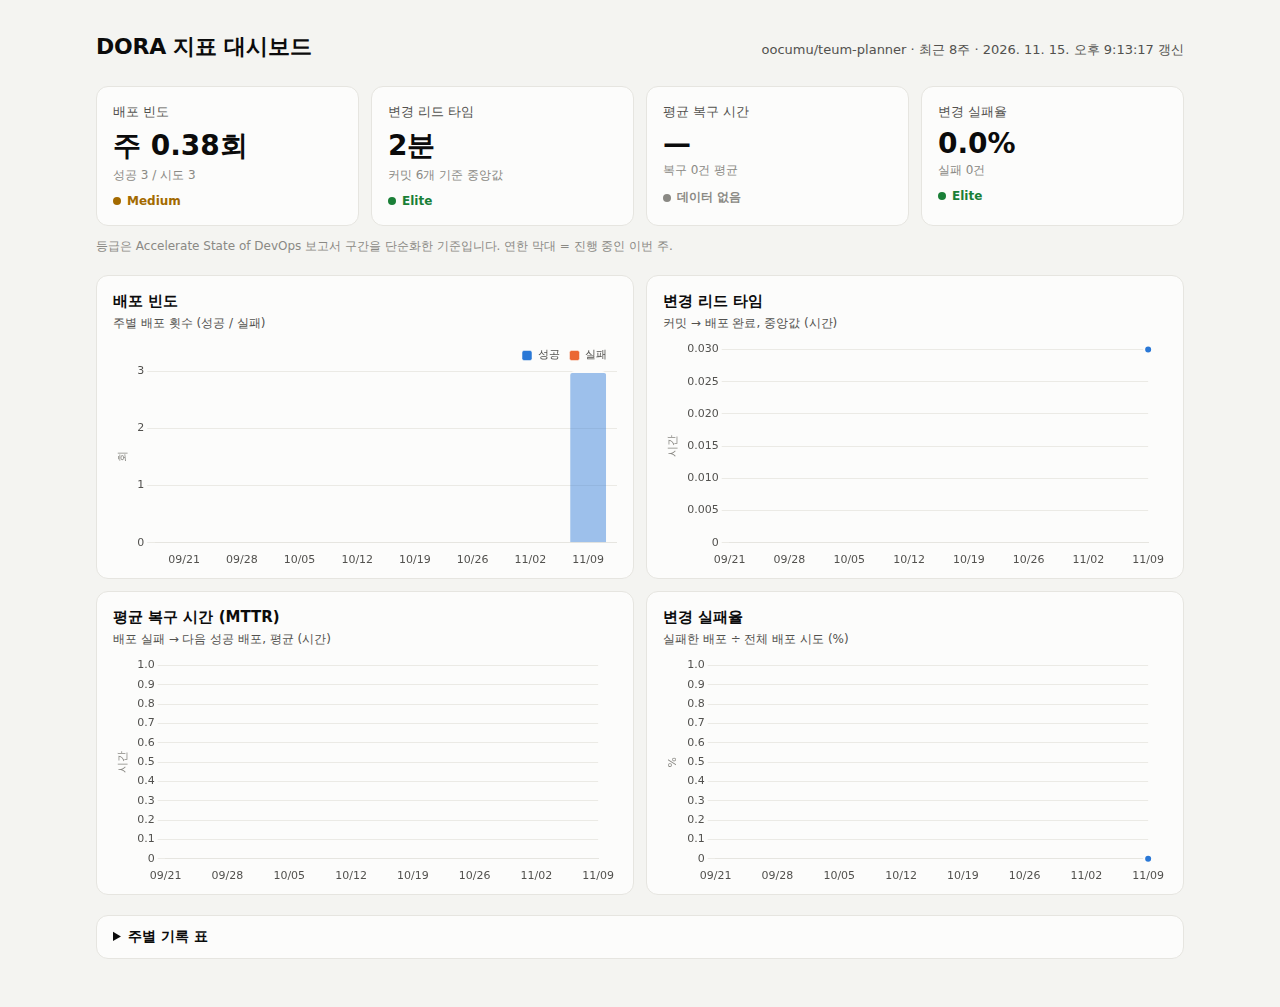 DORA 지표 대시보드
oocumu/teum-planner · 최근 8주 · 2026. 11. 15. 오후 9:13:17 갱신
배포 빈도
주 0.38회
성공 3 / 시도 3
Medium
변경 리드 타임
2분
커밋 6개 기준 중앙값
Elite
평균 복구 시간
—
복구 0건 평균
데이터 없음
변경 실패율
0.0%
실패 0건
Elite
등급은 Accelerate State of DevOps 보고서 구간을 단순화한 기준입니다. 연한 막대 = 진행 중인 이번 주.
배포 빈도
주별 배포 횟수 (성공 / 실패)
성공 실패
회
3
2
1
0
09/21 09/28 10/05 10/12 10/19 10/26 11/02 11/09
변경 리드 타임
커밋 → 배포 완료, 중앙값 (시간)
시간
0.030
0.025
0.020
0.015
0.010
0.005
0
09/21 09/28 10/05 10/12 10/19 10/26 11/02 11/09
평균 복구 시간 (MTTR)
배포 실패 → 다음 성공 배포, 평균 (시간)
시간
1.0
0.9
0.8
0.7
0.6
0.5
0.4
0.3
0.2
0.1
0
09/21 09/28 10/05 10/12 10/19 10/26 11/02 11/09
변경 실패율
실패한 배포 ÷ 전체 배포 시도 (%)
%
1.0
0.9
0.8
0.7
0.6
0.5
0.4
0.3
0.2
0.1
0
09/21 09/28 10/05 10/12 10/19 10/26 11/02 11/09
▶ 주별 기록 표